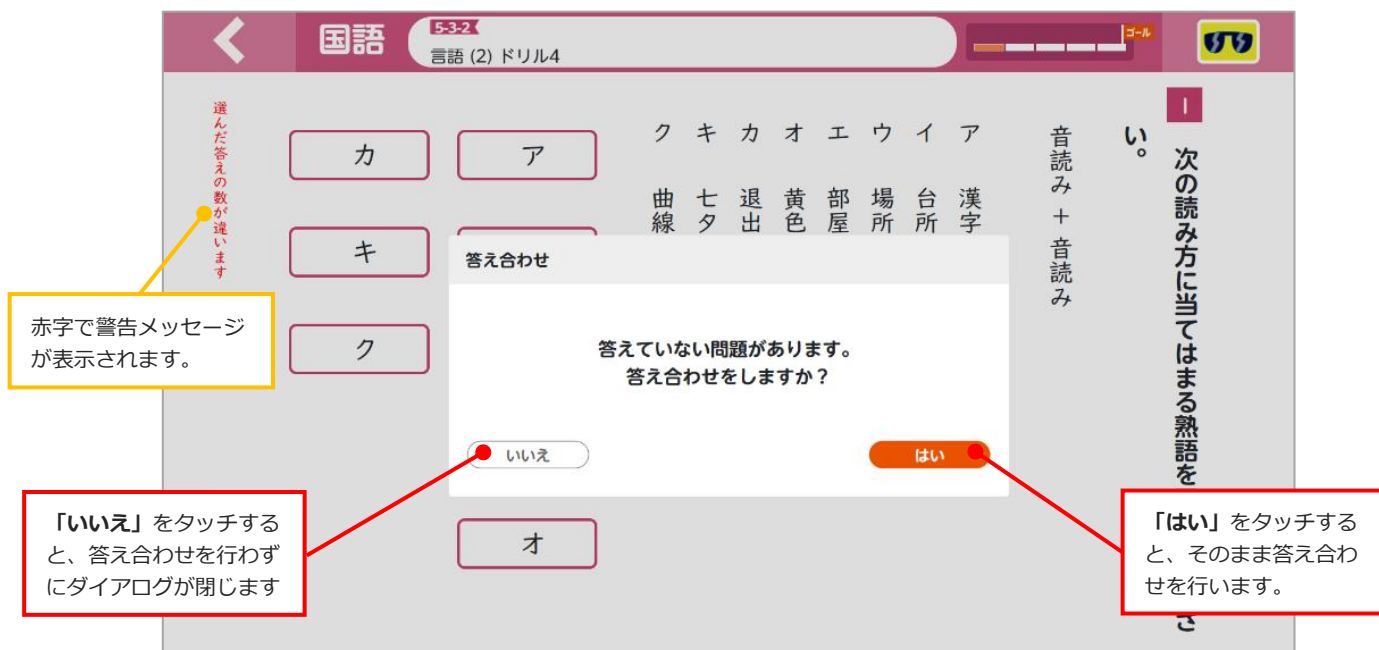 国語
5-3-2
言語 (2) ドリル4
ゴール
1
次の読み方に当てはまる熟語を
さ
い。
音読み + 音読み
ア 漢字
イ 台所
ウ 場所
エ 部屋
オ 黄色
カ 退出
キ 七夕
ク 曲線
ア
オ
カ
キ
ク
選んだ答えの数が違います
答え合わせ
答えていない問題があります。
答え合わせをしますか？
いいえ
はい
赤字で警告メッセージ
が表示されます。
「いいえ」をタッチする
と、答え合わせを行わず
にダイアログが閉じます
「はい」をタッチする
と、そのまま答え合わ
せを行います。